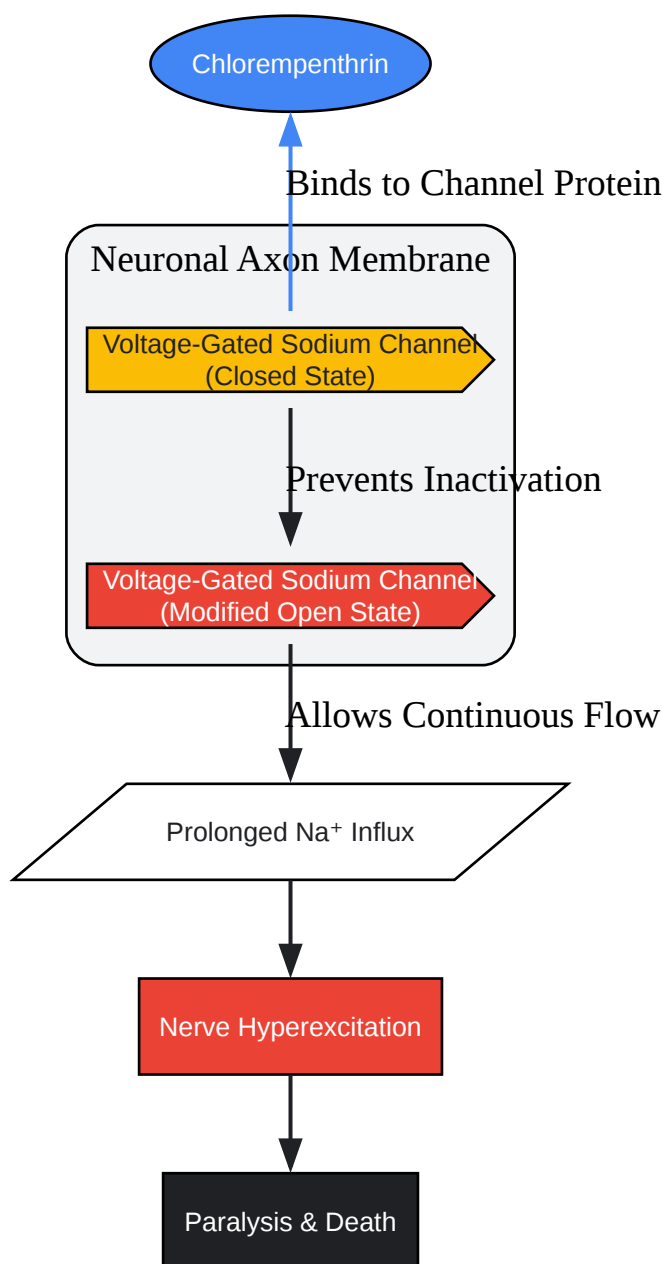 Chlorempenthrin
Binds to Channel Protein
Neuronal Axon Membrane
Voltage-Gated Sodium Channel
(Closed State)
Prevents Inactivation
Voltage-Gated Sodium Channel
(Modified Open State)
Allows Continuous Flow
Prolonged Na⁺ Influx
Nerve Hyperexcitation
Paralysis & Death